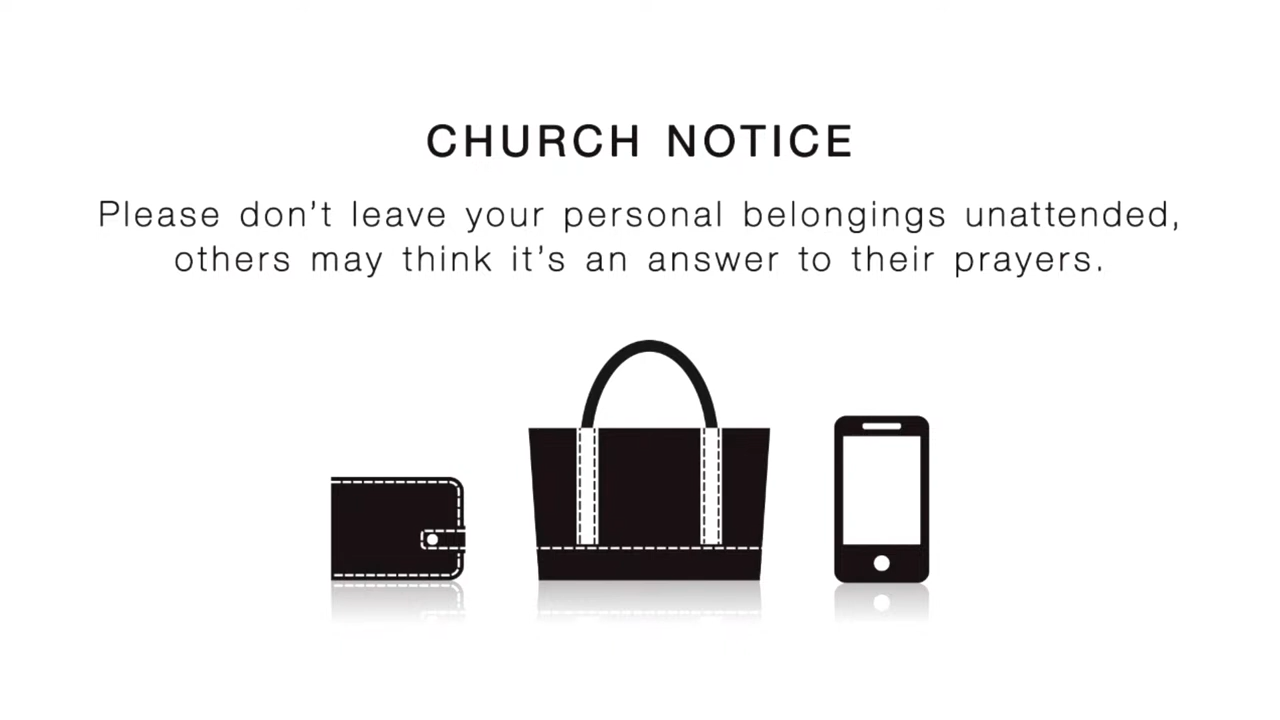 CHURCH NOTICE
Please don’t leave your personal belongings unattended,
others may think it’s an answer to their prayers.